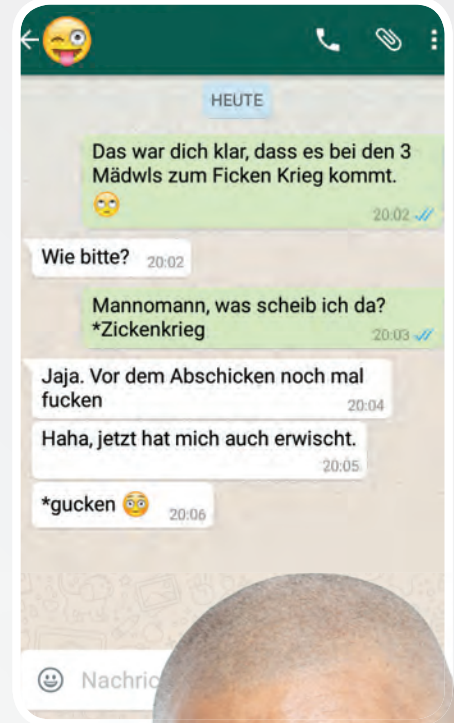 HEUTE
Das war dich klar, dass es bei den 3
Mädwls zum Ficken Krieg kommt.
🙄
20:02
Wie bitte? 20:02
Mannomann, was scheib ich da?
*Zickenkrieg
20:03
Jaja. Vor dem Abschicken noch mal
fucken
20:04
Haha, jetzt hat mich auch erwischt.
20:05
*gucken 😳 20:06
Nachric